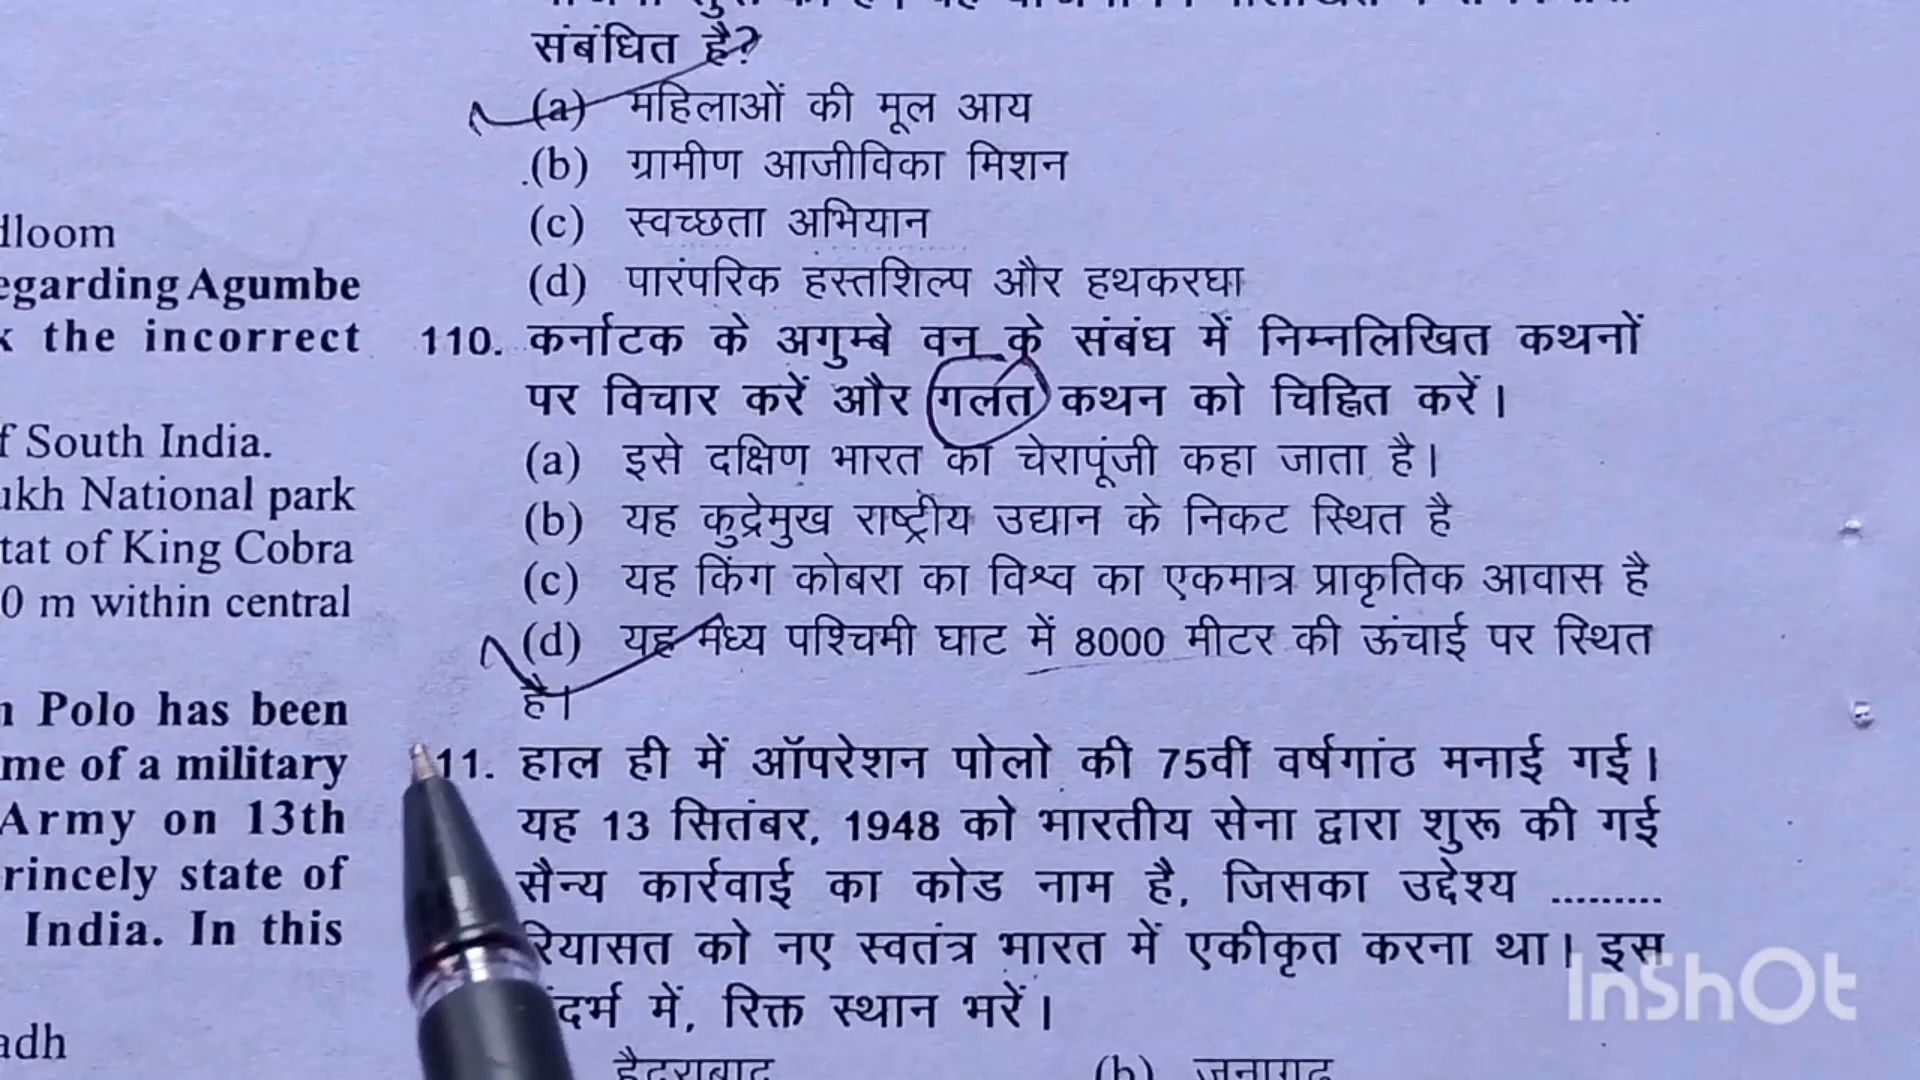 संबंधित है?
(a) महिलाओं की मूल आय
(b) ग्रामीण आजीविका मिशन
(c) स्वच्छता अभियान
(d) पारंपरिक हस्तशिल्प और हथकरघा
110. कर्नाटक के अगुम्बे वन के संबंध में निम्नलिखित कथनों
पर विचार करें और गलत कथन को चिह्नित करें।
(a) इसे दक्षिण भारत का चेरापूंजी कहा जाता है।
(b) यह कुद्रेमुख राष्ट्रीय उद्यान के निकट स्थित है
(c) यह किंग कोबरा का विश्व का एकमात्र प्राकृतिक आवास है
(d) यह मध्य पश्चिमी घाट में 8000 मीटर की ऊंचाई पर स्थित
है।
11. हाल ही में ऑपरेशन पोलो की 75वीं वर्षगांठ मनाई गई।
यह 13 सितंबर, 1948 को भारतीय सेना द्वारा शुरू की गई
सैन्य कार्रवाई का कोड नाम है, जिसका उद्देश्य .........
रियासत को नए स्वतंत्र भारत में एकीकृत करना था। इस
में, रिक्त स्थान भरें।
हैदराबाद (b) जूनागढ़
dloom
egarding Agumbe
the incorrect
f South India.
ukh National park
tat of King Cobra
0 m within central
n Polo has been
me of a military
Army on 13th
rincely state of
India. In this
adh
InShOt